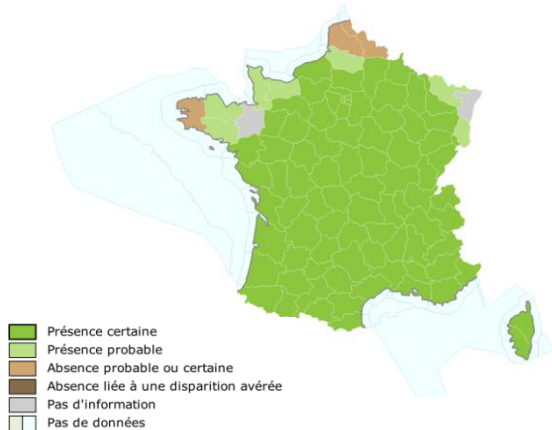 Présence certaine
Présence probable
Absence probable ou certaine
Absence liée à une disparition avérée
Pas d'information
Pas de données